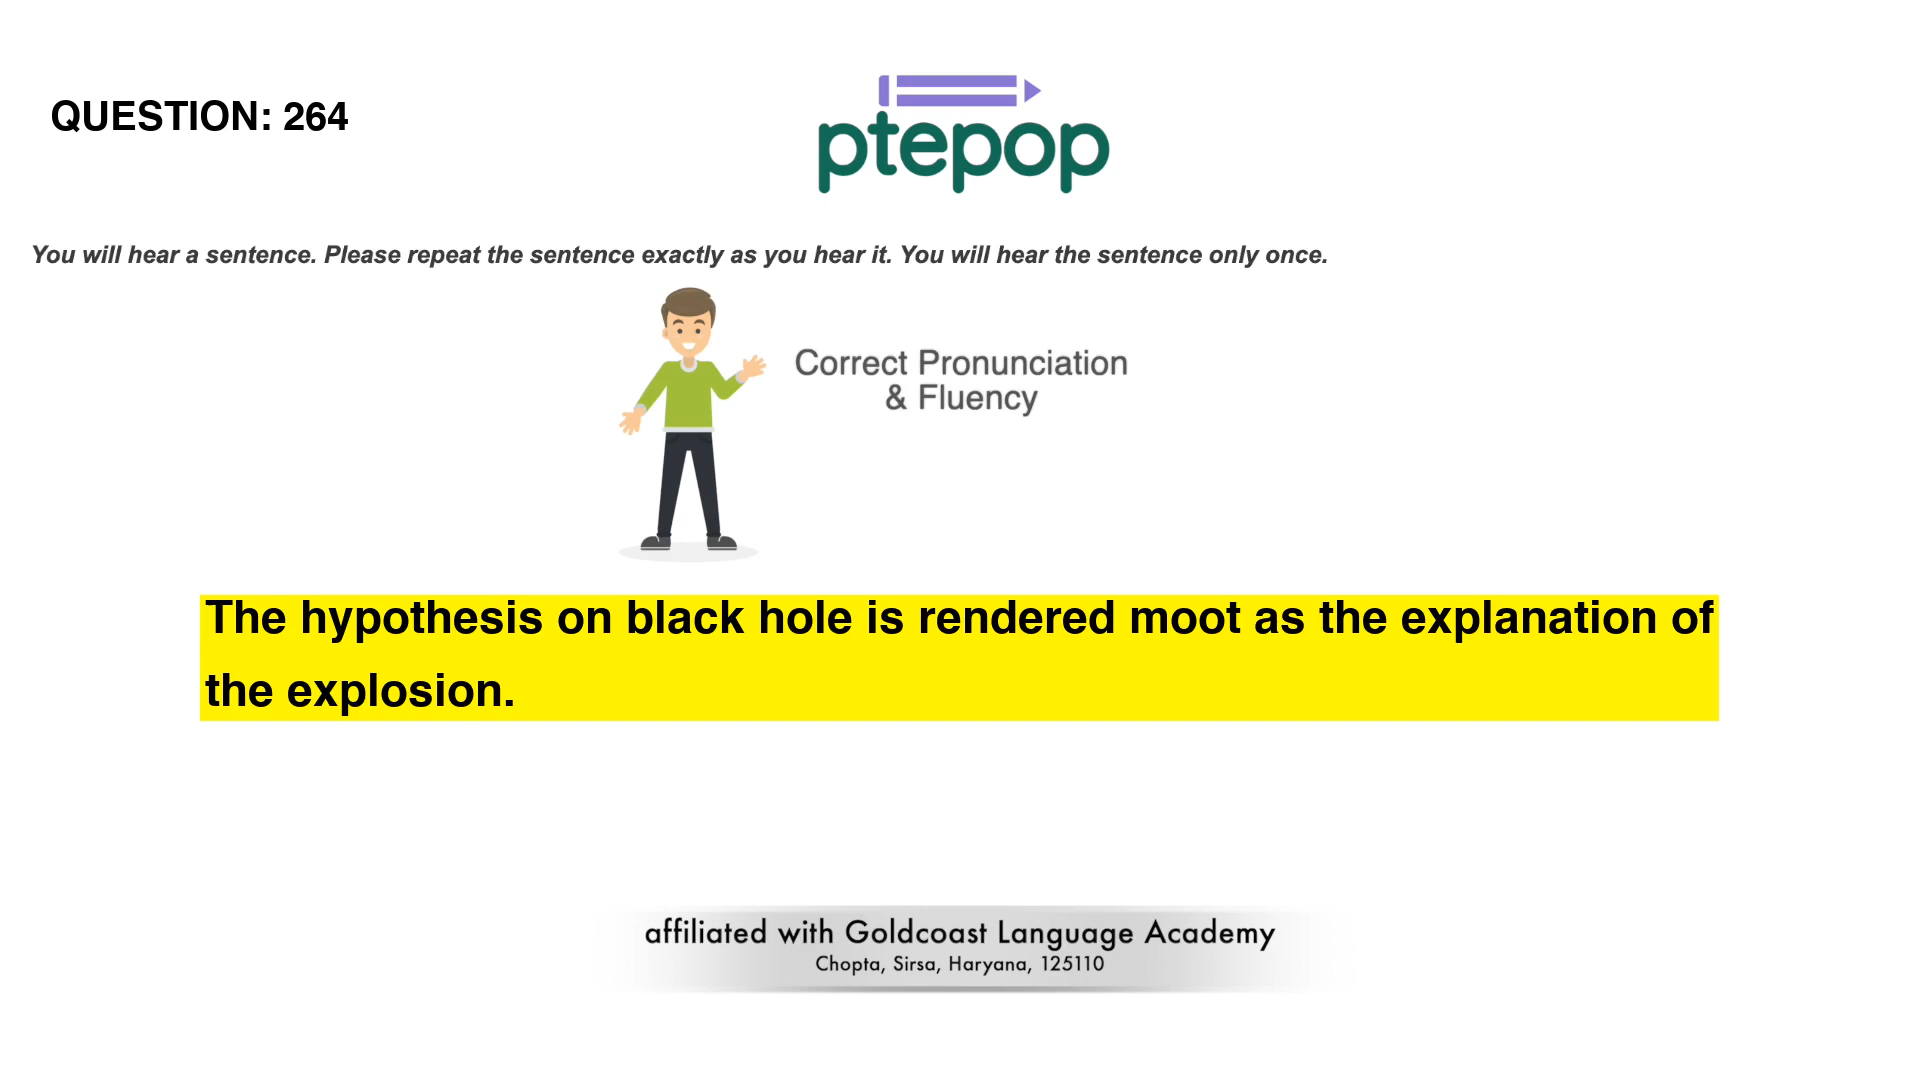 QUESTION: 264
ptepop
You will hear a sentence. Please repeat the sentence exactly as you hear it. You will hear the sentence only once.
Correct Pronunciation
& Fluency
The hypothesis on black hole is rendered moot as the explanation of
the explosion.
affiliated with Goldcoast Language Academy
Chopta, Sirsa, Haryana, 125110